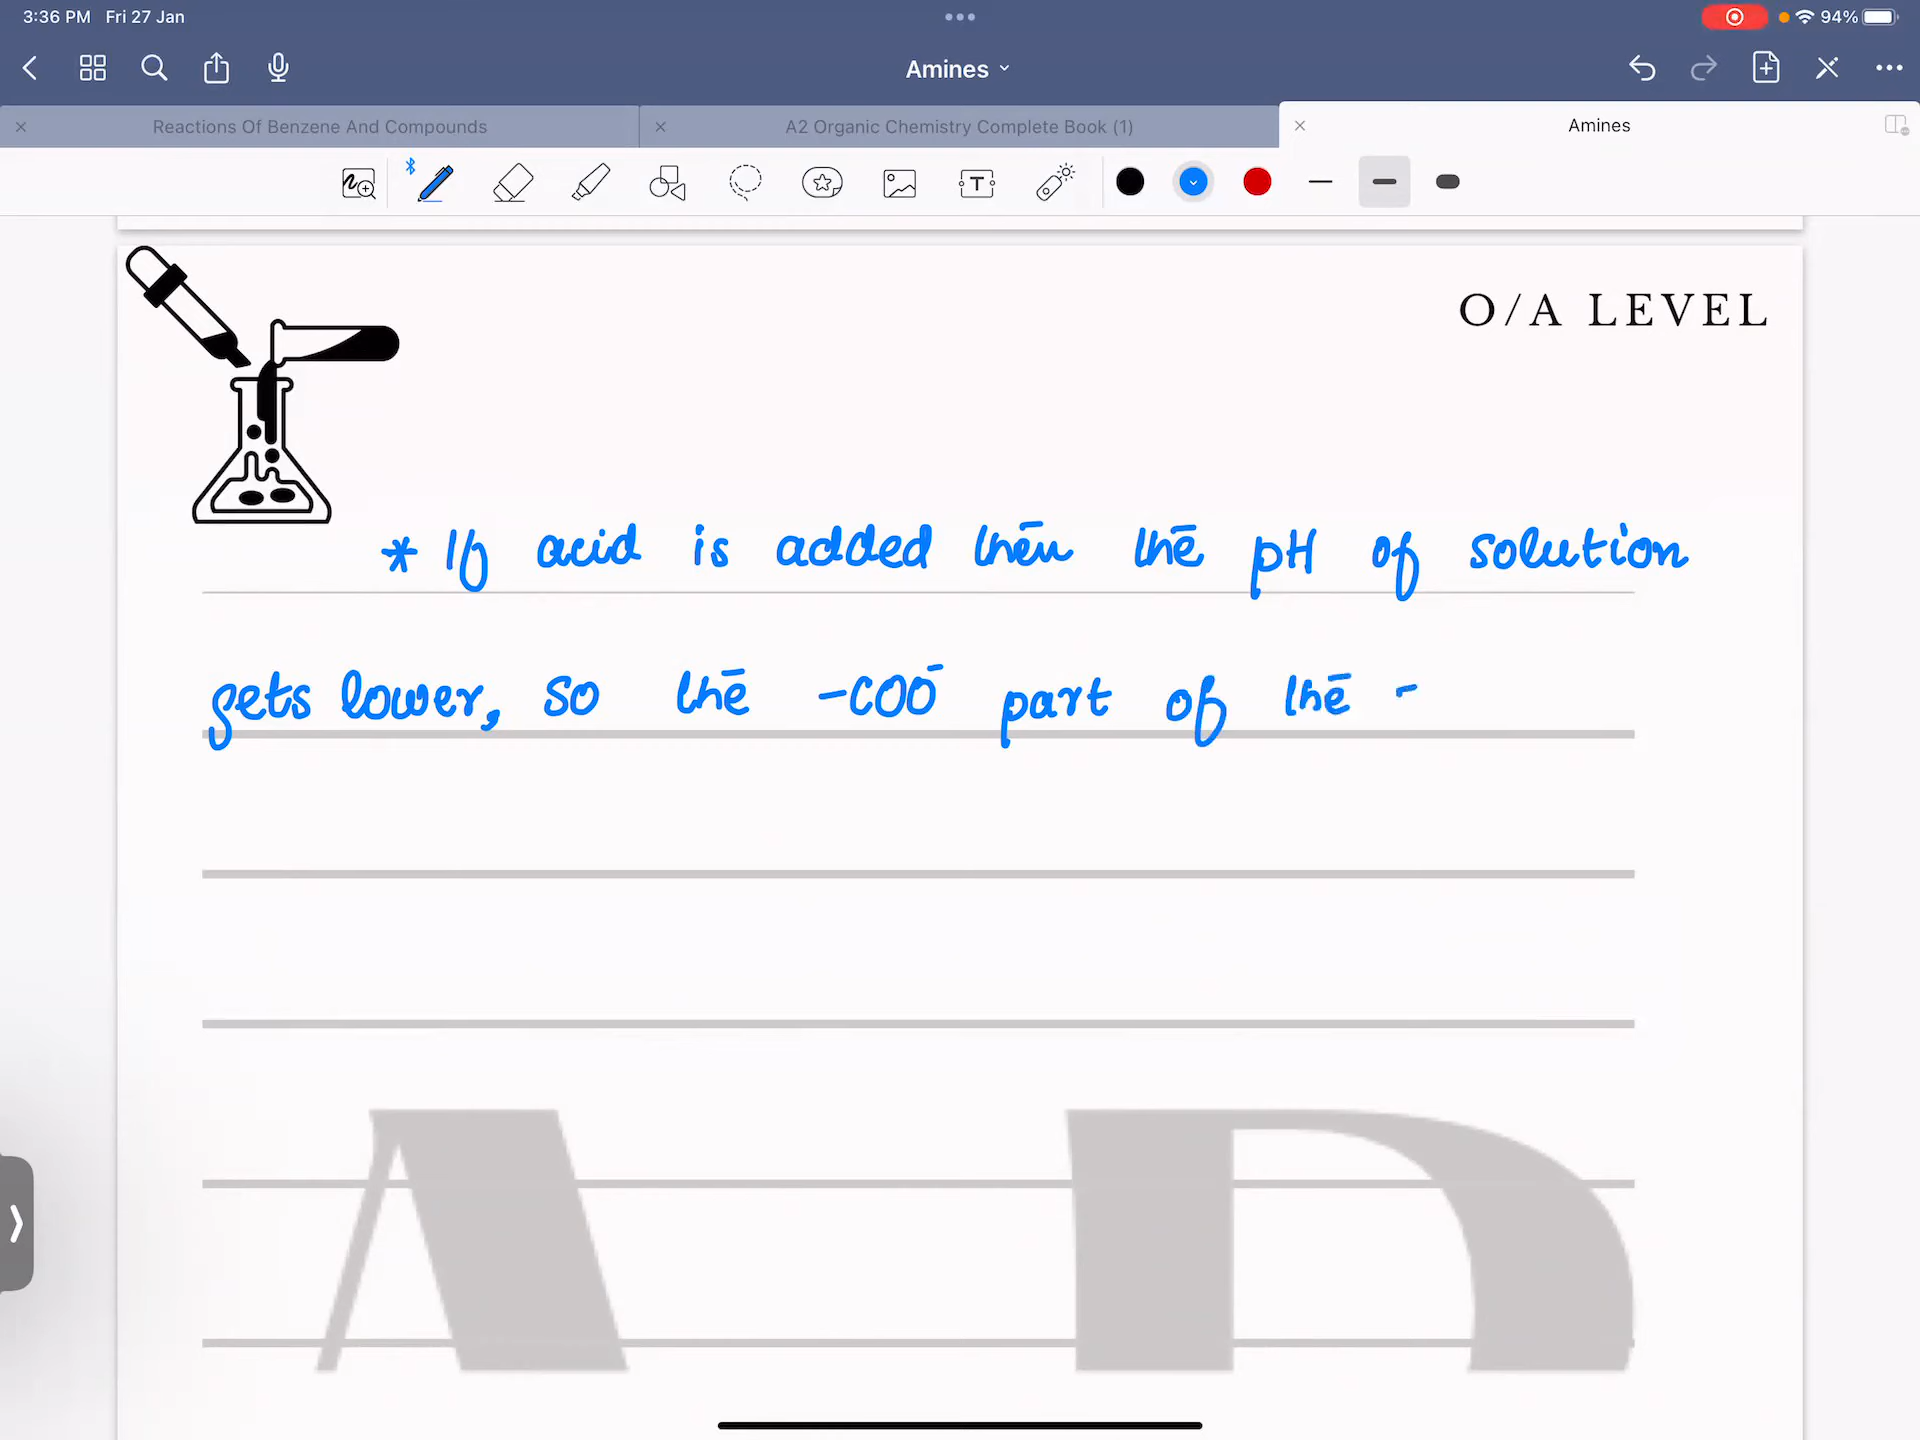 3:36 PM Fri 27 Jan
94%
Amines
Reactions Of Benzene And Compounds
A2 Organic Chemistry Complete Book (1)
Amines
T
O/A LEVEL
* If acid is added then the pH of solution
gets lower, so the -COO⁻ part of the -